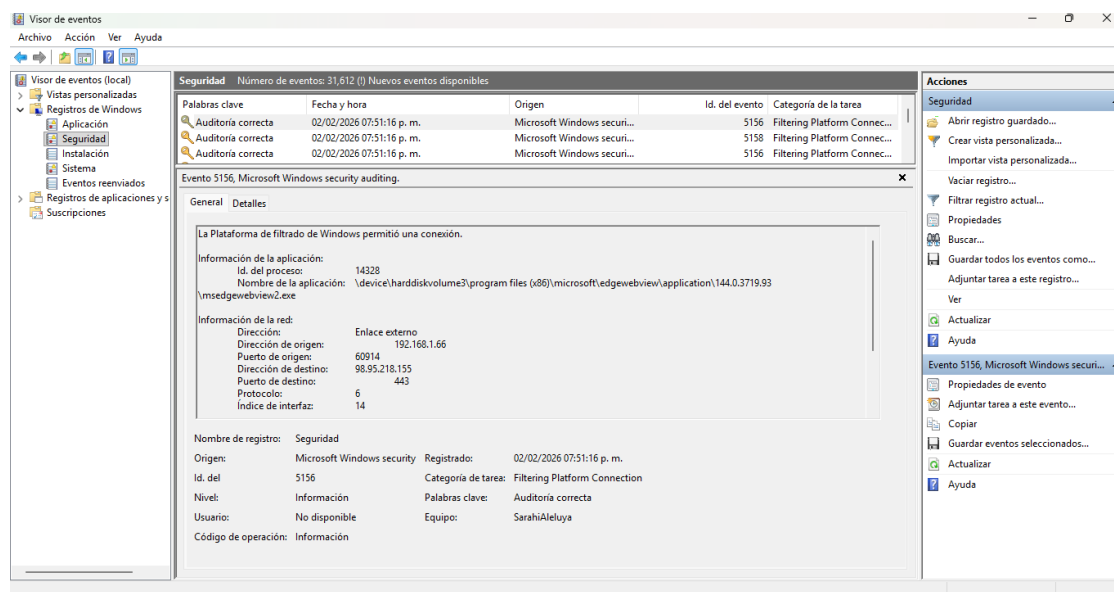 Visor de eventos
Archivo Acción Ver Ayuda
Visor de eventos (local)
Vistas personalizadas
Registros de Windows
Aplicación
Seguridad
Instalación
Sistema
Eventos reenviados
Registros de aplicaciones y s
Suscripciones
Seguridad Número de eventos: 31,612 (!) Nuevos eventos disponibles
Palabras clave Fecha y hora Origen Id. del evento Categoría de la tarea
Auditoría correcta 02/02/2026 07:51:16 p. m. Microsoft Windows securi... 5156 Filtering Platform Connec...
Auditoría correcta 02/02/2026 07:51:16 p. m. Microsoft Windows securi... 5158 Filtering Platform Connec...
Auditoría correcta 02/02/2026 07:51:16 p. m. Microsoft Windows securi... 5156 Filtering Platform Connec...
Evento 5156, Microsoft Windows security auditing.
General Detalles
La Plataforma de filtrado de Windows permitió una conexión.
Información de la aplicación:
Id. del proceso: 14328
Nombre de la aplicación: \device\harddiskvolume3\program files (x86)\microsoft\edgewebview\application\144.0.3719.93
\msedgewebview2.exe
Información de la red:
Dirección: Enlace externo
Dirección de origen: 192.168.1.66
Puerto de origen: 60914
Dirección de destino: 98.95.218.155
Puerto de destino: 443
Protocolo: 6
Índice de interfaz: 14
Nombre de registro: Seguridad
Origen: Microsoft Windows security Registrado: 02/02/2026 07:51:16 p. m.
Id. del 5156 Categoría de tarea: Filtering Platform Connection
Nivel: Información Palabras clave: Auditoría correcta
Usuario: No disponible Equipo: SarahiAleluya
Código de operación: Información
Acciones
Seguridad
Abrir registro guardado...
Crear vista personalizada...
Importar vista personalizada...
Vaciar registro...
Filtrar registro actual...
Propiedades
Buscar...
Guardar todos los eventos como...
Adjuntar tarea a este registro...
Ver
Actualizar
Ayuda
Evento 5156, Microsoft Windows securi...
Propiedades de evento
Adjuntar tarea a este evento...
Copiar
Guardar eventos seleccionados...
Actualizar
Ayuda